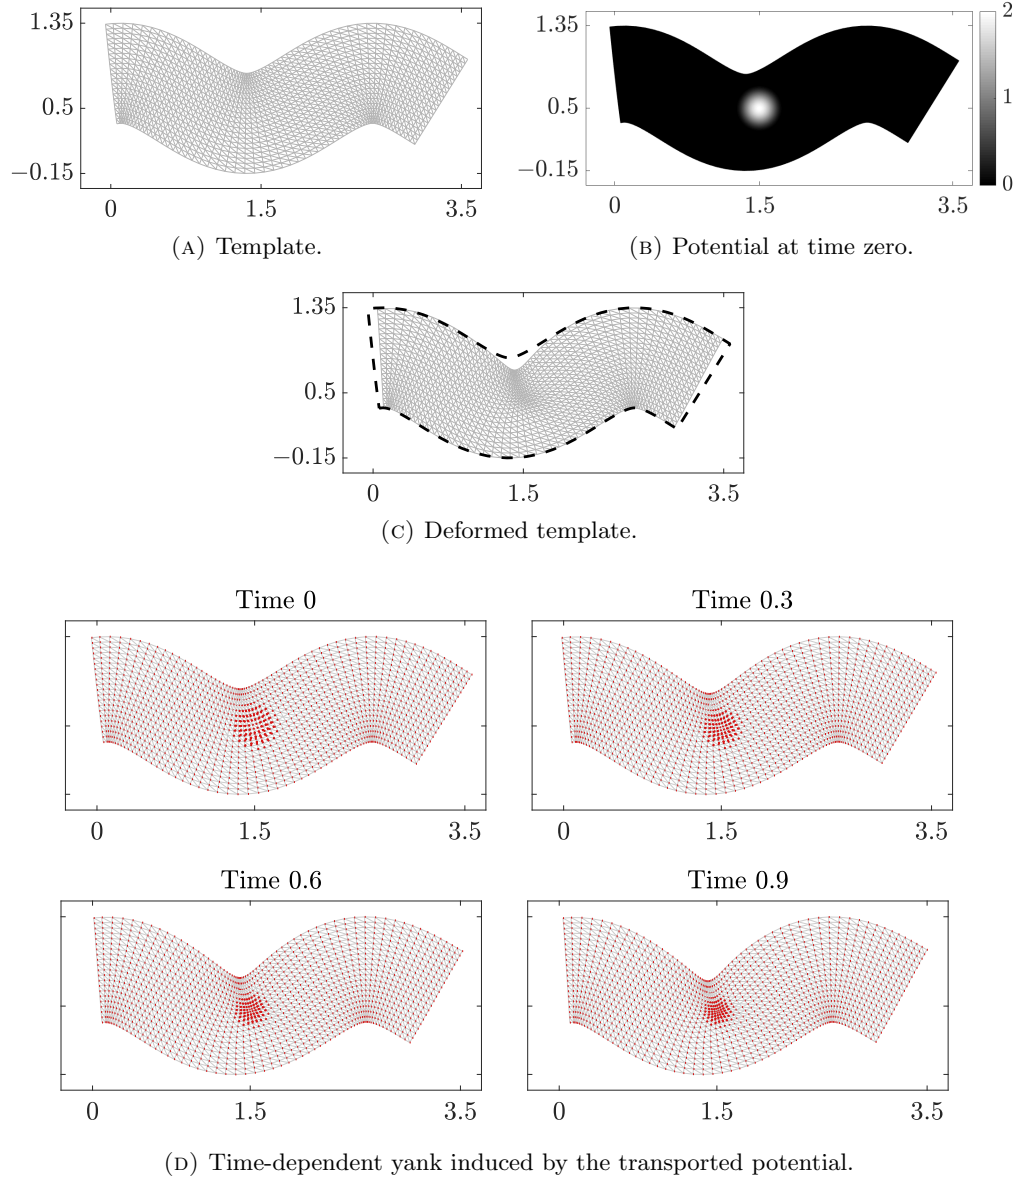 1.35
0.5
−0.15
0 1.5 3.5
(A) Template.
1.35
0.5
−0.15
0 1.5 3.5
2
1
0
(B) Potential at time zero.
1.35
0.5
−0.15
0 1.5 3.5
(C) Deformed template.
Time 0
0 1.5 3.5
Time 0.3
0 1.5 3.5
Time 0.6
0 1.5 3.5
Time 0.9
0 1.5 3.5
(D) Time-dependent yank induced by the transported potential.